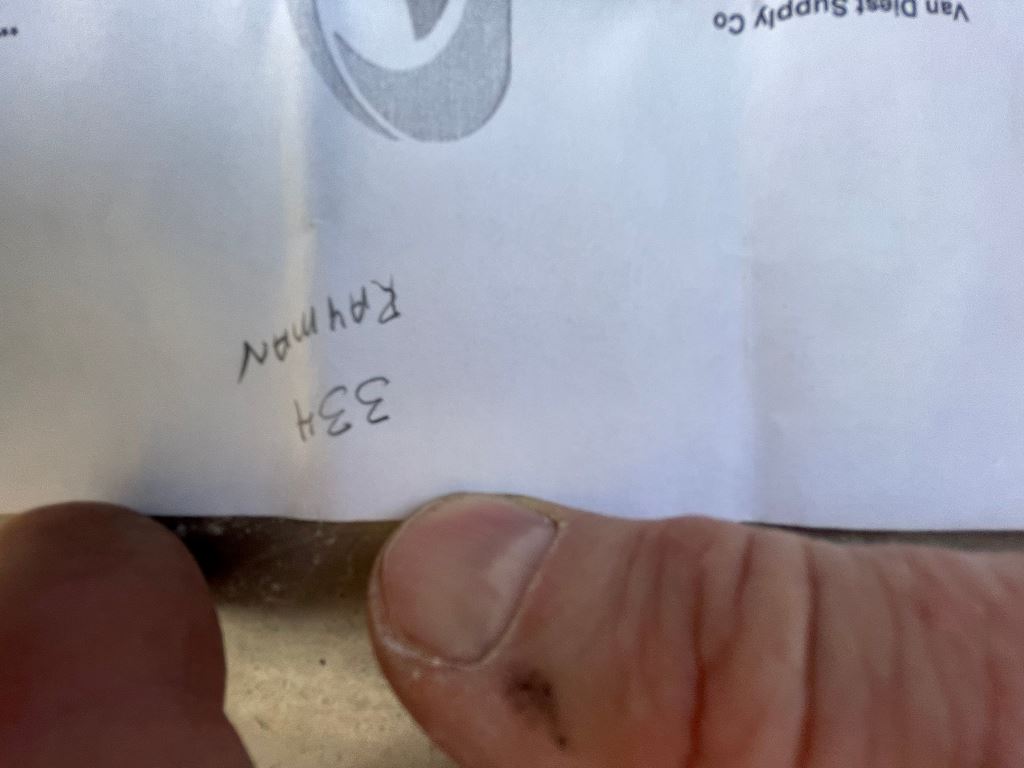 334
RAYMAN
Van Diest Supply Co